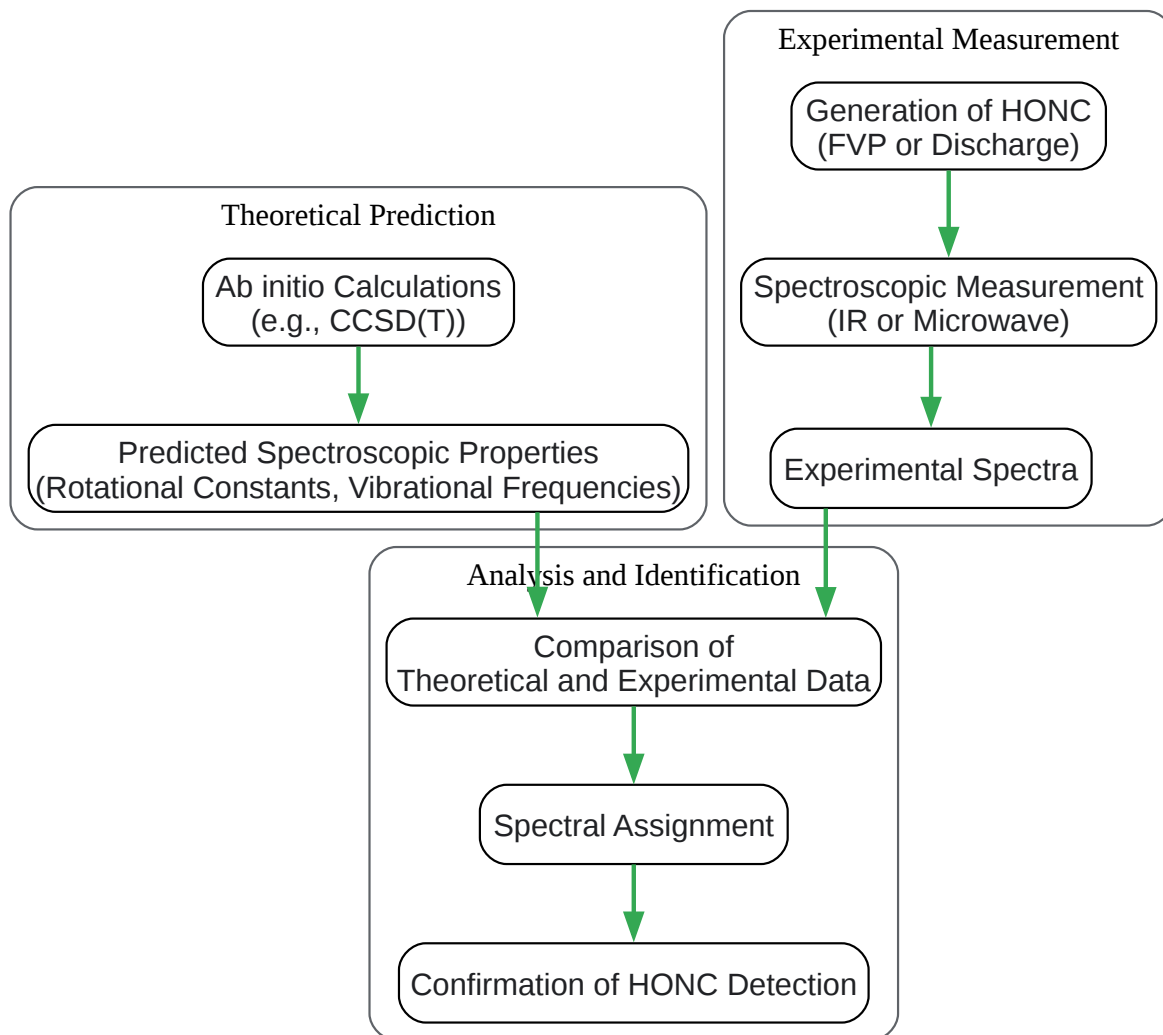 Experimental Measurement
Generation of HONC
(FVP or Discharge)
Spectroscopic Measurement
(IR or Microwave)
Experimental Spectra
Theoretical Prediction
Ab initio Calculations
(e.g., CCSD(T))
Predicted Spectroscopic Properties
(Rotational Constants, Vibrational Frequencies)
Analysis and Identification
Comparison of
Theoretical and Experimental Data
Spectral Assignment
Confirmation of HONC Detection